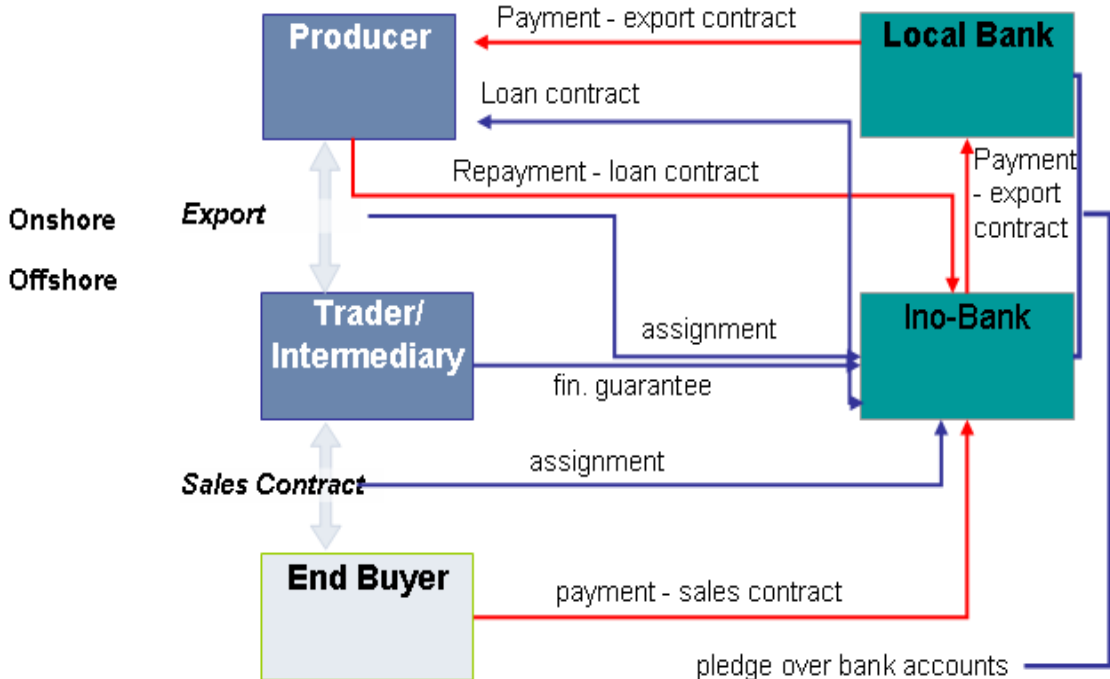 Payment - export contract
Producer
Local Bank
Loan contract
Payment
- export
contract
Repayment - loan contract
Export
Onshore
Offshore
Trader/
Intermediary
Ino-Bank
assignment
fin. guarantee
assignment
Sales Contract
End Buyer
payment - sales contract
pledge over bank accounts